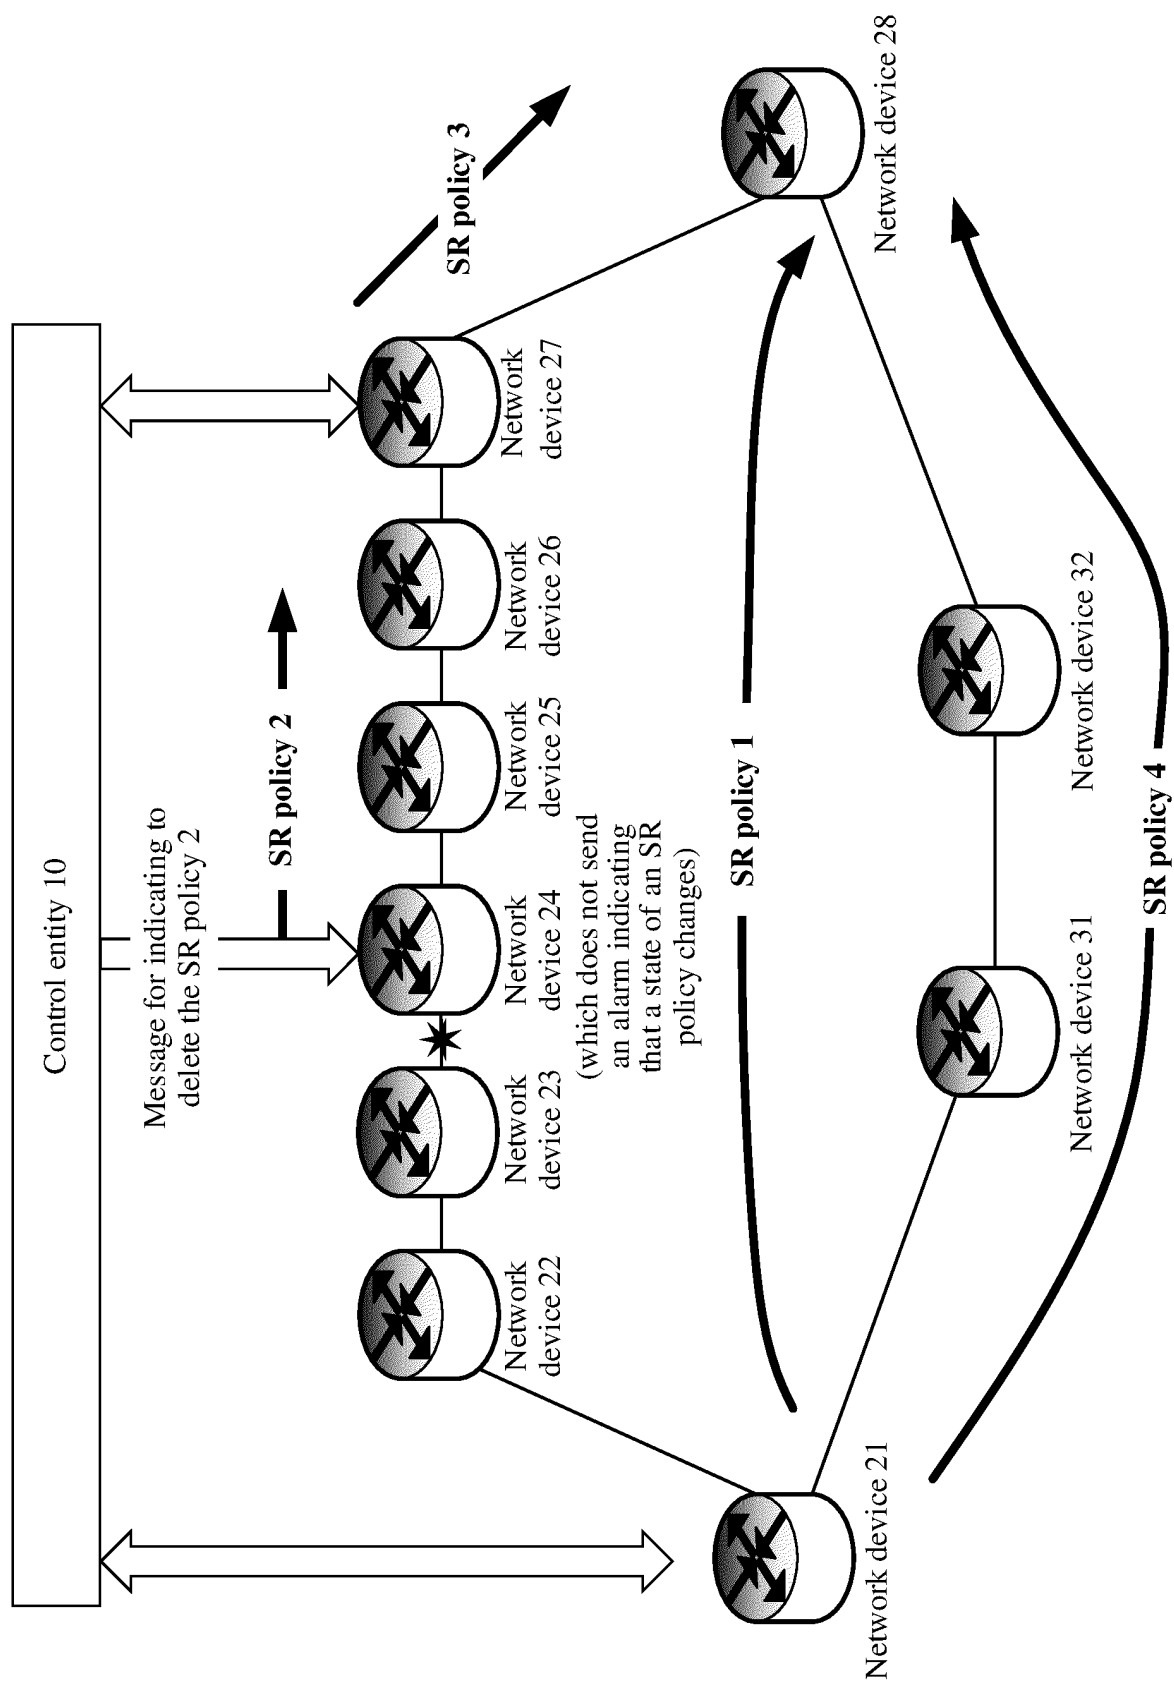 Control entity 10
Message for indicating to
delete the SR policy 2
SR policy 2
SR policy 3
Network
device 22
Network
device 23
Network
device 24
(which does not send
an alarm indicating
that a state of an SR
policy changes)
Network
device 25
Network
device 26
Network
device 27
SR policy 1
Network device 21
Network device 28
Network device 31
Network device 32
SR policy 4